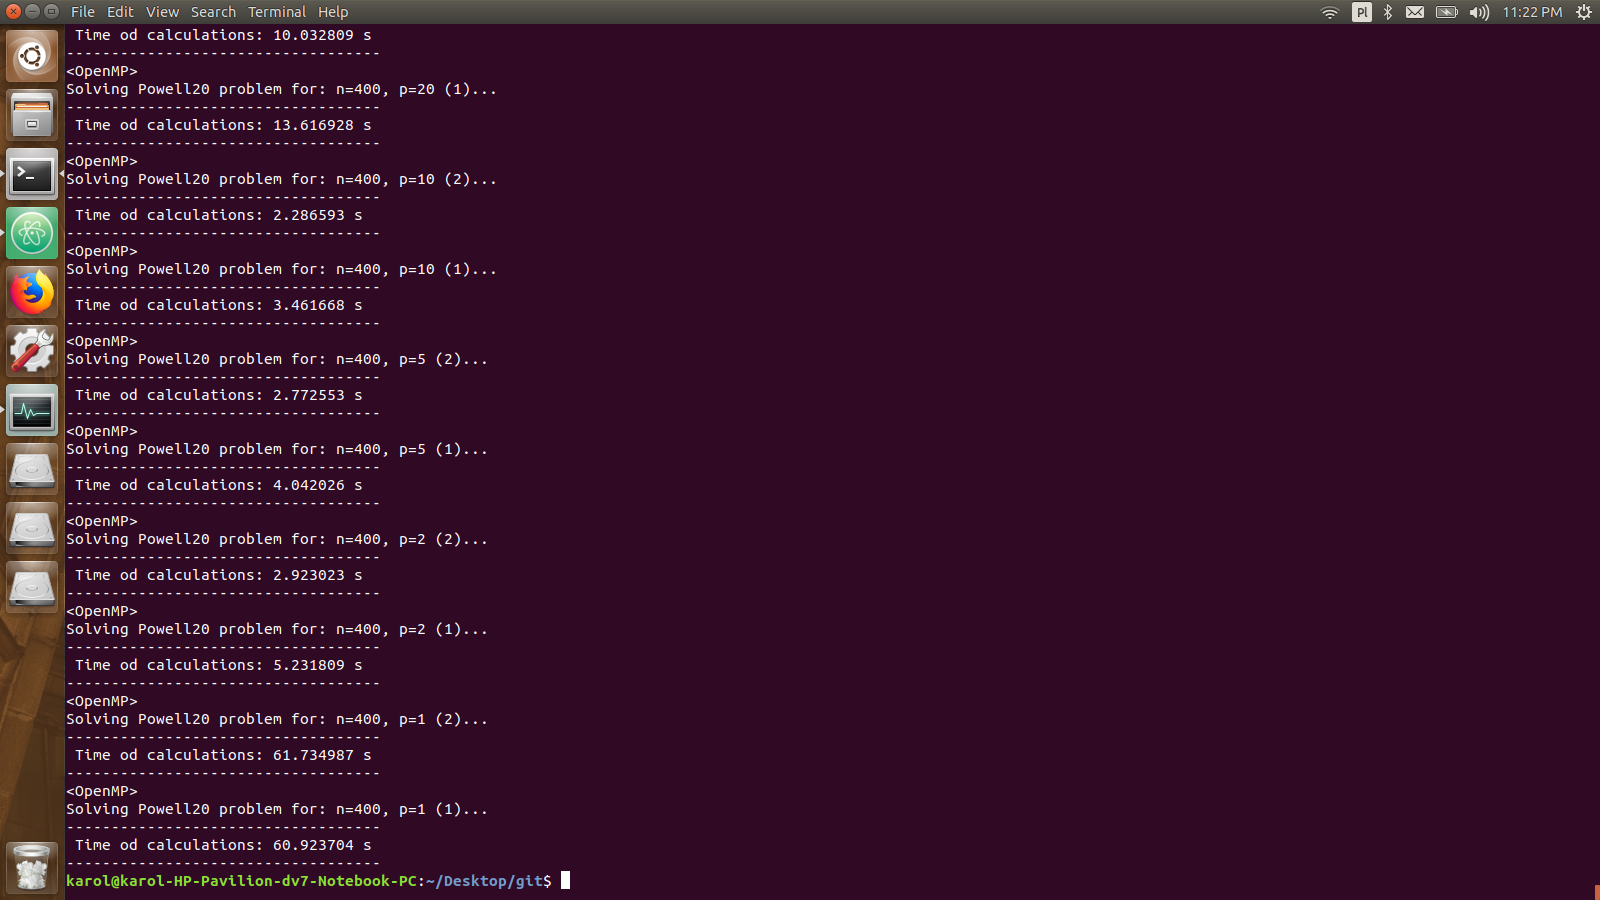 File Edit View Search Terminal Help
Pl 11:22 PM
Time od calculations: 10.032809 s
-----------------------------------
<OpenMP>
Solving Powell20 problem for: n=400, p=20 (1)...
-----------------------------------
Time od calculations: 13.616928 s
-----------------------------------
<OpenMP>
Solving Powell20 problem for: n=400, p=10 (2)...
-----------------------------------
Time od calculations: 2.286593 s
-----------------------------------
<OpenMP>
Solving Powell20 problem for: n=400, p=10 (1)...
-----------------------------------
Time od calculations: 3.461668 s
-----------------------------------
<OpenMP>
Solving Powell20 problem for: n=400, p=5 (2)...
-----------------------------------
Time od calculations: 2.772553 s
-----------------------------------
<OpenMP>
Solving Powell20 problem for: n=400, p=5 (1)...
-----------------------------------
Time od calculations: 4.042026 s
-----------------------------------
<OpenMP>
Solving Powell20 problem for: n=400, p=2 (2)...
-----------------------------------
Time od calculations: 2.923023 s
-----------------------------------
<OpenMP>
Solving Powell20 problem for: n=400, p=2 (1)...
-----------------------------------
Time od calculations: 5.231809 s
-----------------------------------
<OpenMP>
Solving Powell20 problem for: n=400, p=1 (2)...
-----------------------------------
Time od calculations: 61.734987 s
-----------------------------------
<OpenMP>
Solving Powell20 problem for: n=400, p=1 (1)...
-----------------------------------
Time od calculations: 60.923704 s
-----------------------------------
karol@karol-HP-Pavilion-dv7-Notebook-PC:~/Desktop/git$